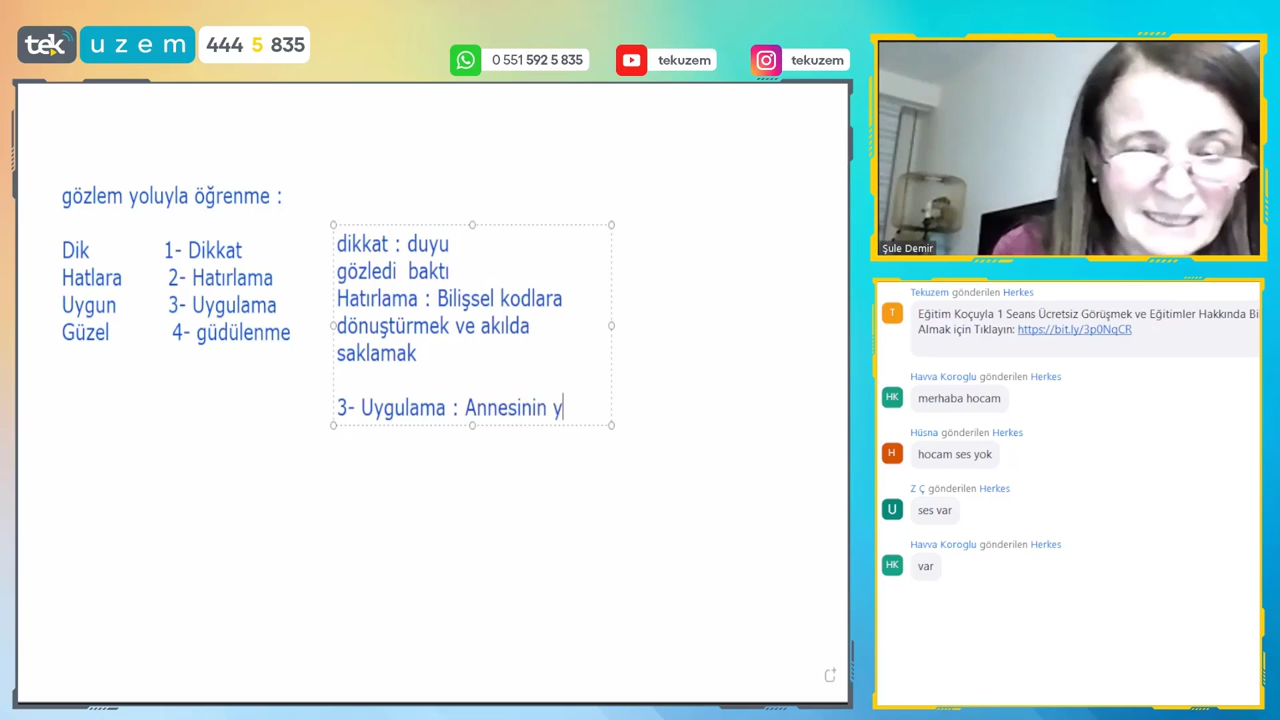 tek uzem 444 5 835
0 551 592 5 835
tekuzem
tekuzem
gözlem yoluyla öğrenme :
Dik 1- Dikkat
Hatlara 2- Hatırlama
Uygun 3- Uygulama
Güzel 4- güdülenme
dikkat : duyu
gözledi baktı
Hatırlama : Bilişsel kodlara
dönuştürmek ve akılda
saklamak
3- Uygulama : Annesinin y
Şule Demir
Tekuzem gönderilen Herkes
T
Eğitim Koçuyla 1 Seans Ücretsiz Görüşmek ve Eğitimler Hakkında Bi
Almak için Tıklayın: https://bit.ly/3p0NqCR
Havva Koroglu gönderilen Herkes
HK
merhaba hocam
Hüsna gönderilen Herkes
H
hocam ses yok
Z Ç gönderilen Herkes
U
ses var
Havva Koroglu gönderilen Herkes
HK
var